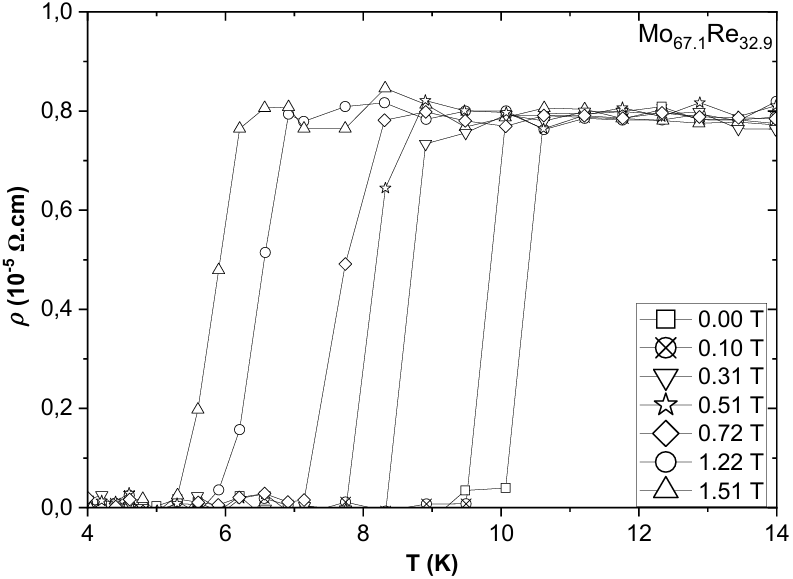 Mo67.1Re32.9
1,0
0,8
0,6
0,4
0,2
0,0
ρ (10-5 Ω.cm)
0.00 T
0.10 T
0.31 T
0.51 T
0.72 T
1.22 T
1.51 T
4 6 8 10 12 14
T (K)